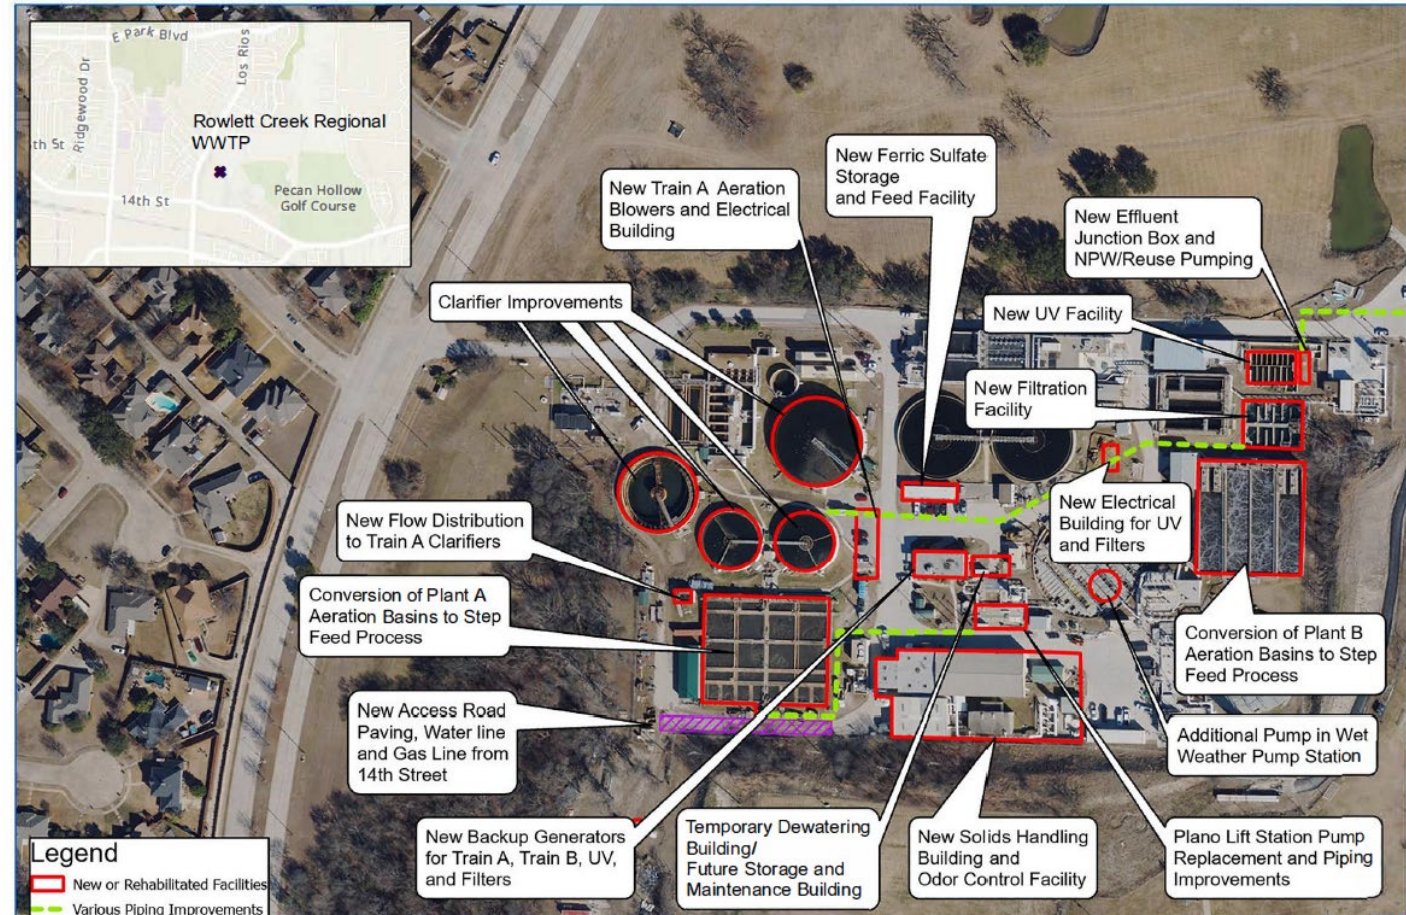 E Park Blvd
Los Rios
Ridgewood Dr
Rowlett Creek Regional
WWTP
th St
14th St
Pecan Hollow
Golf Course
New Ferric Sulfate
Storage
and Feed Facility
New Train A Aeration
Blowers and Electrical
Building
New Effluent
Junction Box and
NPW/Reuse Pumping
Clarifier Improvements
New UV Facility
New Filtration
Facility
New Flow Distribution
to Train A Clarifiers
New Electrical
Building for UV
and Filters
Conversion of Plant A
Aeration Basins to Step
Feed Process
Conversion of Plant B
Aeration Basins to Step
Feed Process
New Access Road
Paving, Water line
and Gas Line from
14th Street
Additional Pump in Wet
Weather Pump Station
New Backup Generators
for Train A, Train B, UV,
and Filters
Temporary Dewatering
Building/
Future Storage and
Maintenance Building
New Solids Handling
Building and
Odor Control Facility
Plano Lift Station Pump
Replacement and Piping
Improvements
Legend
New or Rehabilitated Facilities
Various Piping Improvements